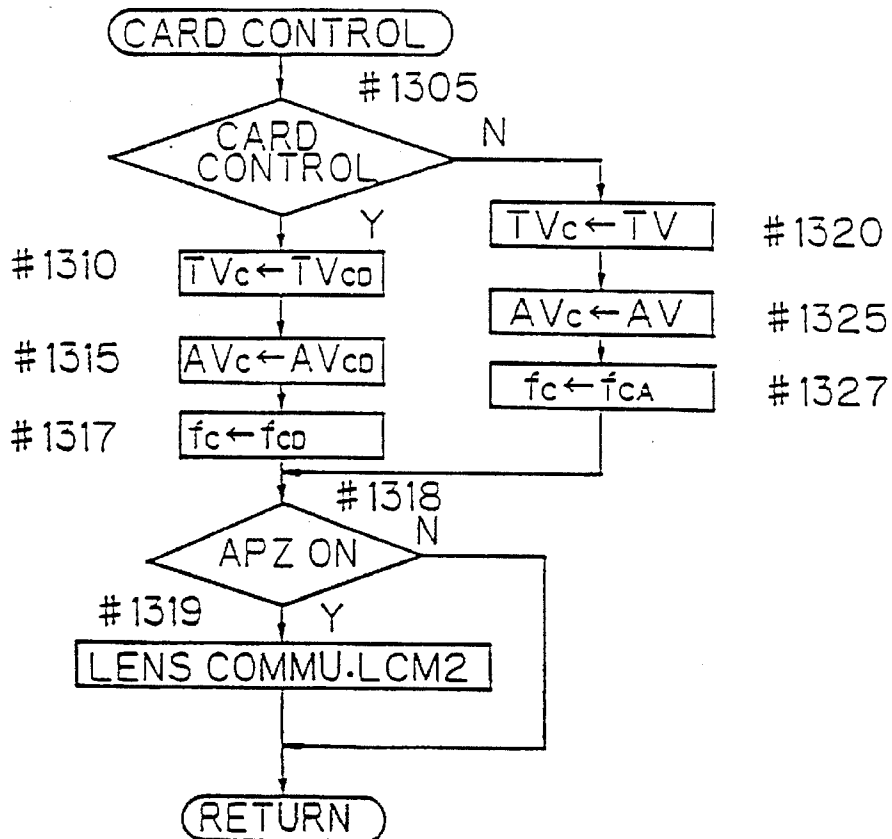 CARD CONTROL
#1305
CARD
CONTROL
N
Y
TVC←TV
#1320
#1310
TVC←TVCD
AVC←AV
#1325
#1315
AVC←AVCD
fC←fCA
#1327
#1317
fC←fCD
#1318
N
APZ ON
#1319
Y
LENS COMMU.LCM2
RETURN